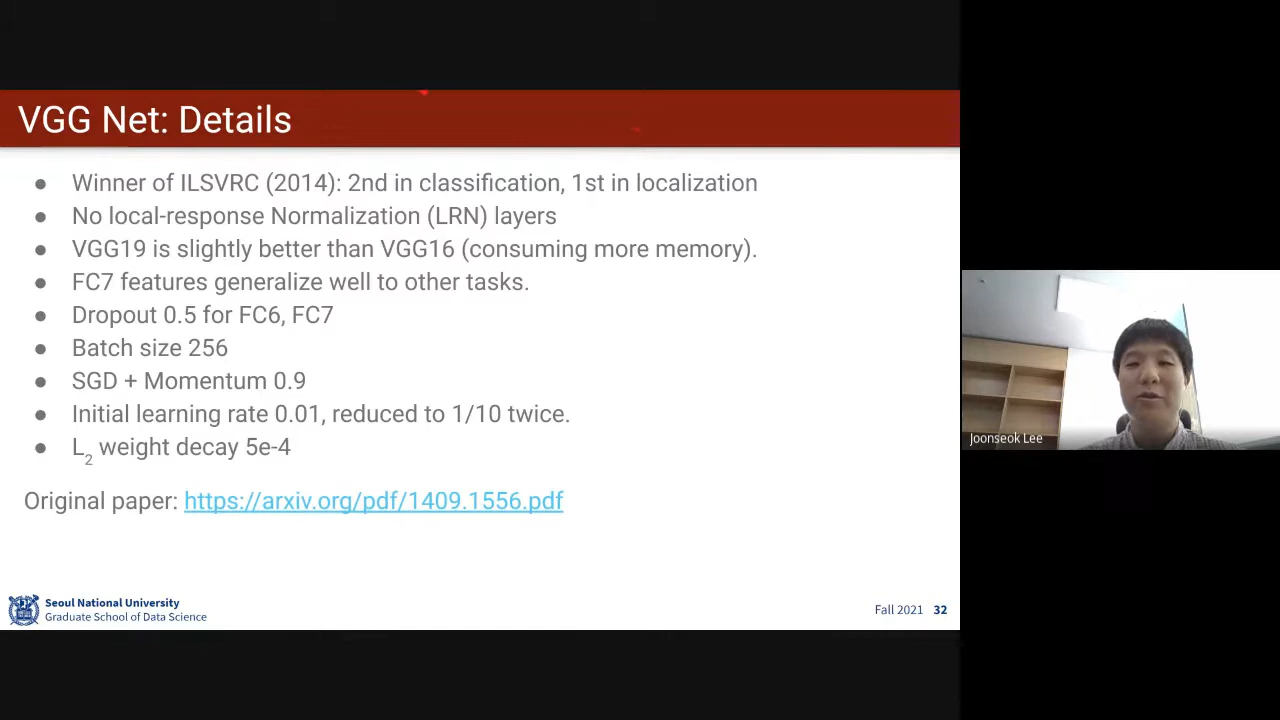 VGG Net: Details
● Winner of ILSVRC (2014): 2nd in classification, 1st in localization
● No local-response Normalization (LRN) layers
● VGG19 is slightly better than VGG16 (consuming more memory).
● FC7 features generalize well to other tasks.
● Dropout 0.5 for FC6, FC7
● Batch size 256
● SGD + Momentum 0.9
● Initial learning rate 0.01, reduced to 1/10 twice.
● L2 weight decay 5e-4
Original paper: https://arxiv.org/pdf/1409.1556.pdf
Seoul National University
Graduate School of Data Science
Fall 2021 32
Joonseok Lee